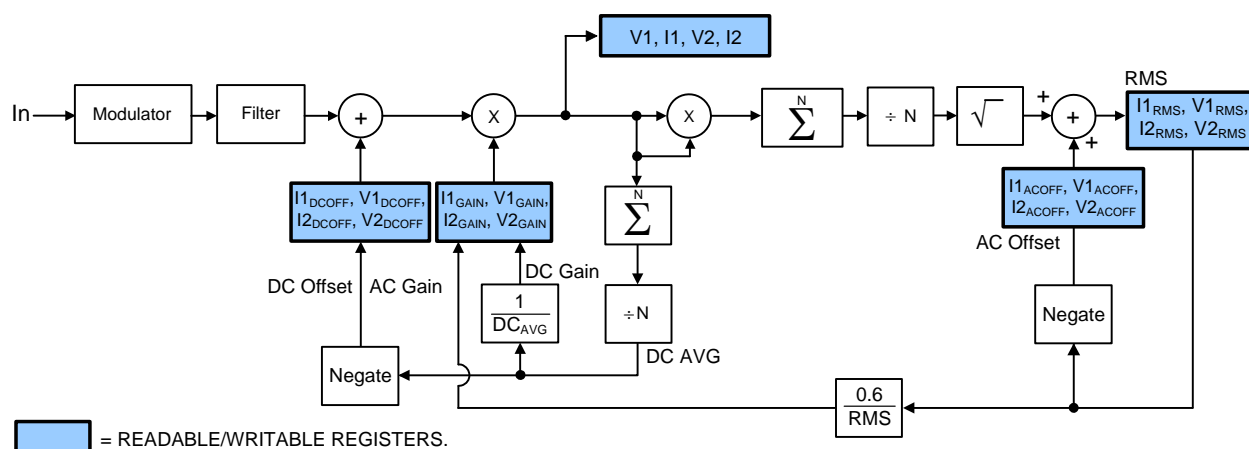 V1, I1, V2, I2
RMS
In
Modulator
Filter
+
X
X
N
∑
÷ N
√
+
+
+
I1RMS, V1RMS,
I2RMS, V2RMS
I1DCOFF, V1DCOFF,
I2DCOFF, V2DCOFF
I1GAIN, V1GAIN,
I2GAIN, V2GAIN
N
∑
I1ACOFF, V1ACOFF,
I2ACOFF, V2ACOFF
AC Offset
DC Offset
AC Gain
DC Gain
1
DCAVG
÷ N
DC AVG
Negate
Negate
0.6
RMS
= READABLE/WRITABLE REGISTERS.